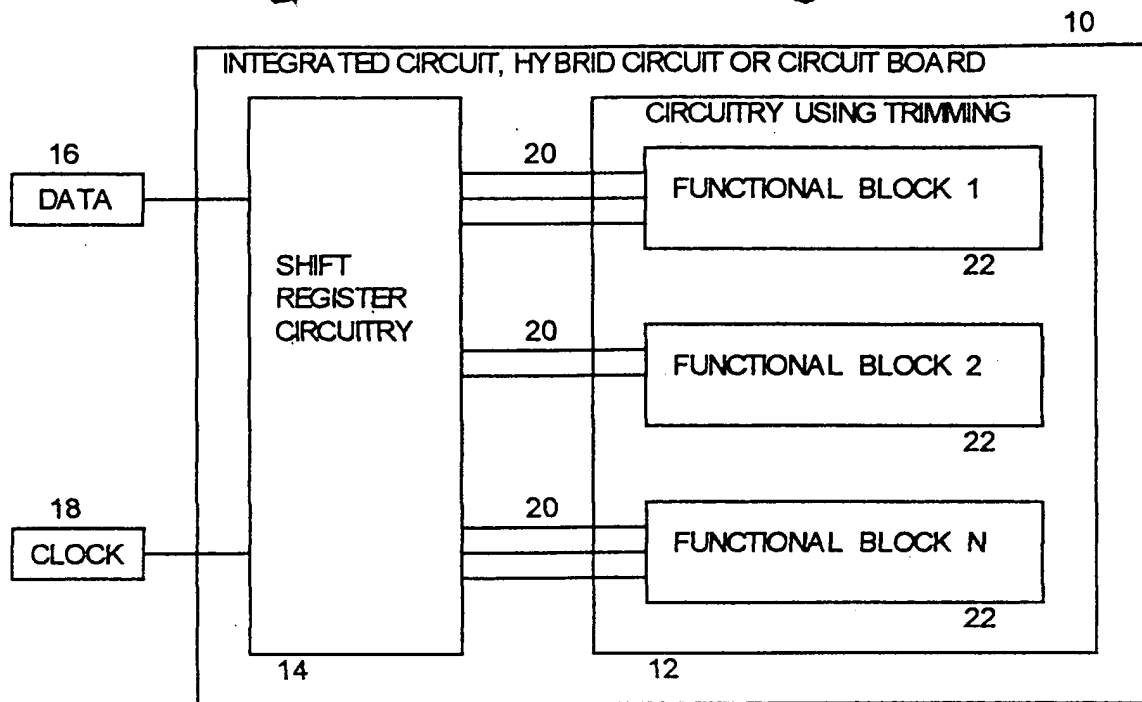 10
INTEGRATED CIRCUIT, HYBRID CIRCUIT OR CIRCUIT BOARD
CIRCUITRY USING TRIMMING
16
DATA
20
FUNCTIONAL BLOCK 1
22
SHIFT
REGISTER
CIRCUITRY
20
FUNCTIONAL BLOCK 2
22
18
CLOCK
20
FUNCTIONAL BLOCK N
22
14
12